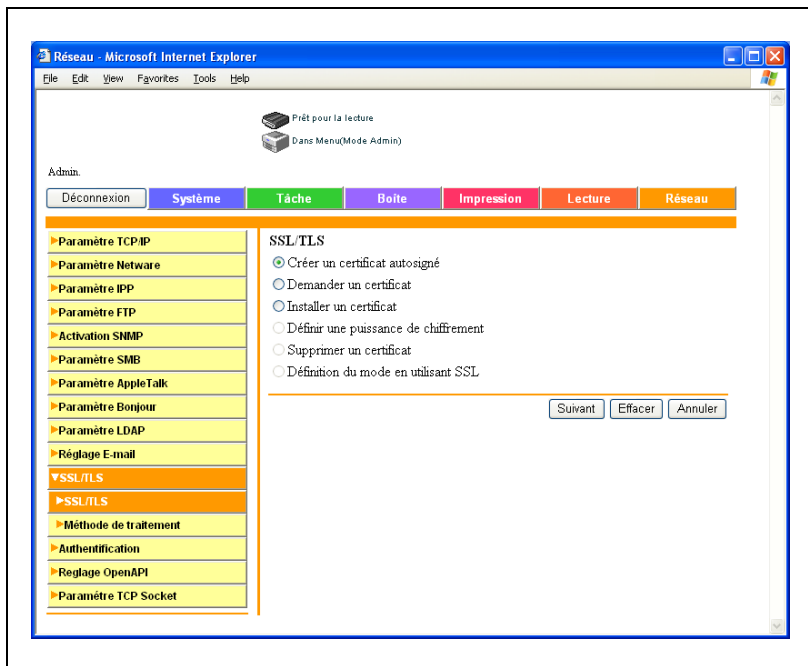 Réseau - Microsoft Internet Explorer
File Edit View Favorites Tools Help
Prêt pour la lecture
Dans Menu(Mode Admin)
Admin.
Déconnexion Système Tâche Boîte Impression Lecture Réseau
Paramètre TCP/IP
Paramètre Netware
Paramètre IPP
Paramètre FTP
Activation SNMP
Paramètre SMB
Paramètre AppleTalk
Paramètre Bonjour
Paramètre LDAP
Réglage E-mail
SSL/TLS
SSL/TLS
Méthode de traitement
Authentification
Reglage OpenAPI
Paramétre TCP Socket
SSL/TLS
Créer un certificat autosigné
Demander un certificat
Installer un certificat
Définir une puissance de chiffrement
Supprimer un certificat
Définition du mode en utilisant SSL
Suivant Effacer Annuler